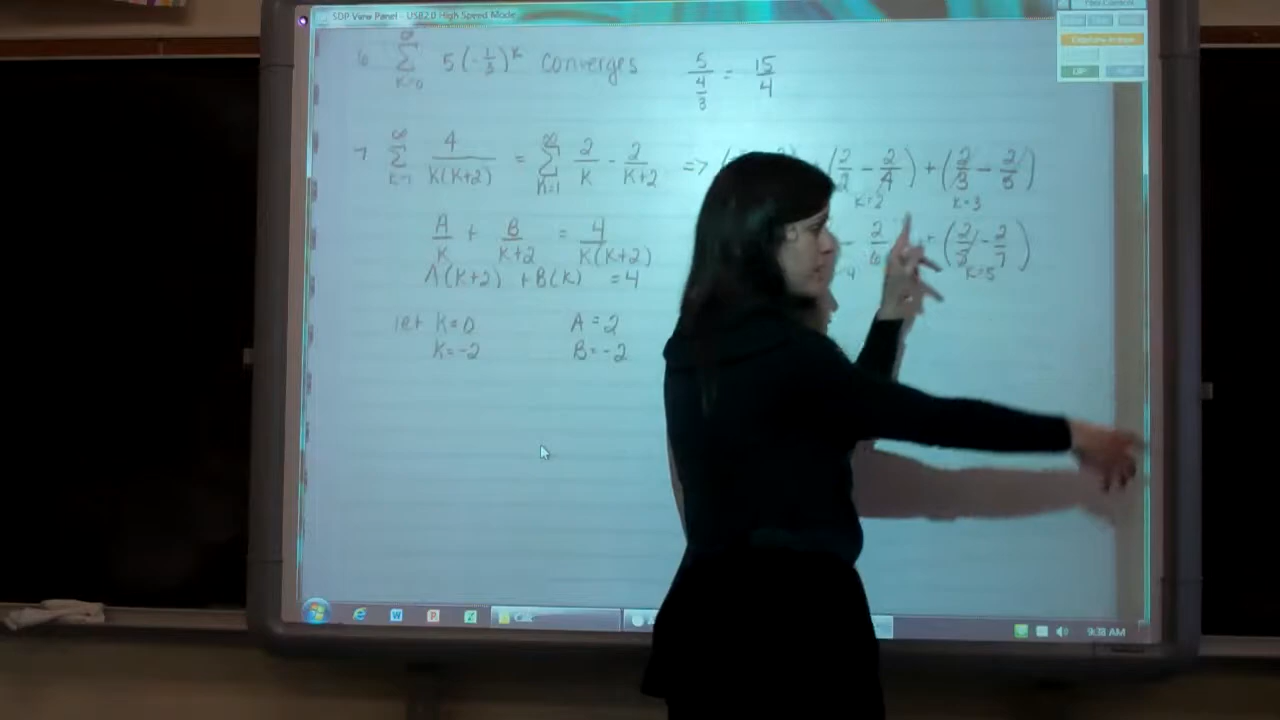 SDP View Panel - USB2.0 High Speed Mode
6 ∞ Σ K=0 5(-1/3)^K Converges 5/(4/3) = 15/4
7 ∞ Σ K=1 4/(K(K+2)) = ∞ Σ K=1 2/K - 2/(K+2) => (2/2 - 2/4) + (2/3 - 2/5)
K=2 K=3
A/K + B/(K+2) = 4/(K(K+2)) - 2/6 + (2/5 - 2/7)
K=5
A(K+2) + B(K) = 4
let K=0 A=2
K=-2 B=-2
9:38 AM